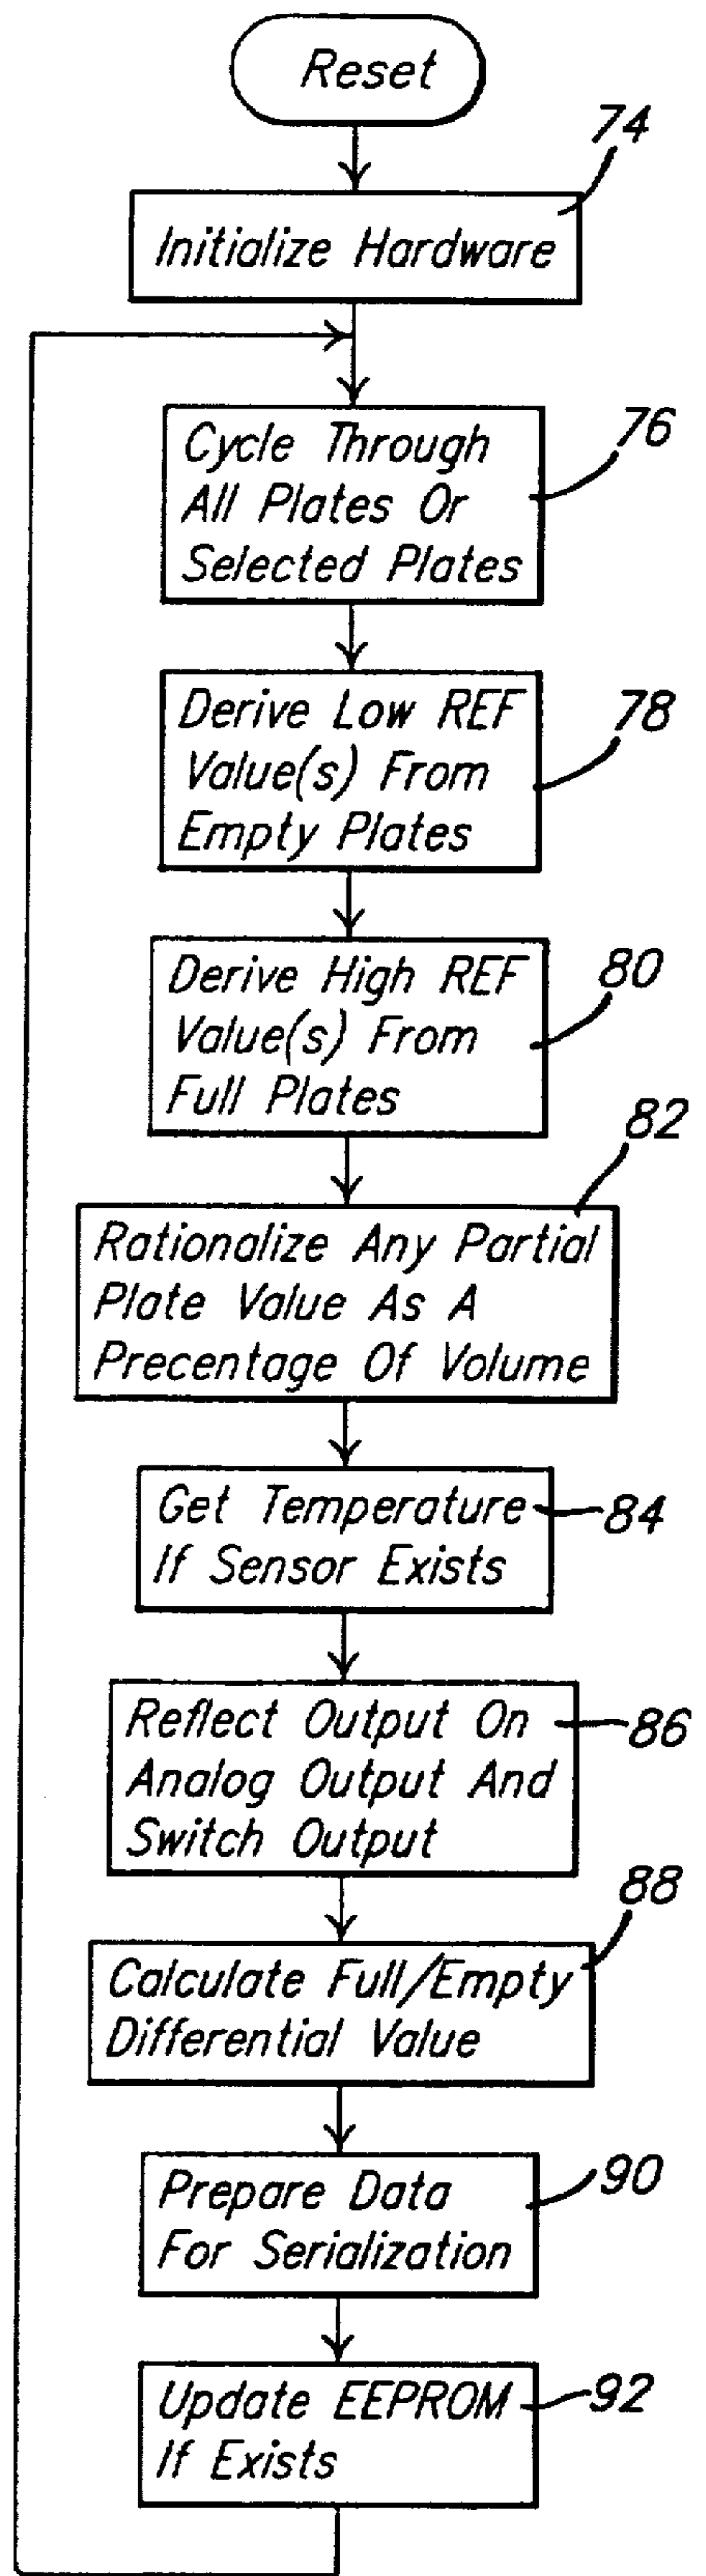 Reset
74
Initialize Hardware
76
Cycle Through
All Plates Or
Selected Plates
78
Derive Low REF
Value(s) From
Empty Plates
80
Derive High REF
Value(s) From
Full Plates
82
Rationalize Any Partial
Plate Value As A
Precentage Of Volume
Get Temperature
If Sensor Exists
84
Reflect Output On
Analog Output And
Switch Output
86
88
Calculate Full/Empty
Differential Value
90
Prepare Data
For Serialization
Update EEPROM
If Exists
92